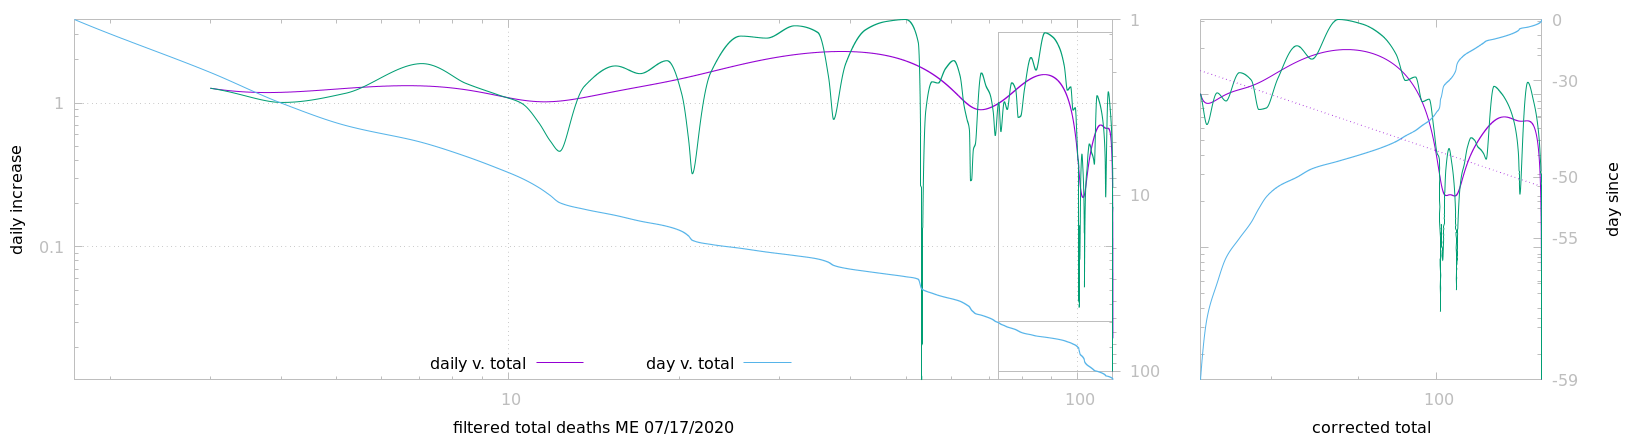 daily increase
1
0.1
daily v. total
day v. total
10
100
filtered total deaths ME 07/17/2020
1
10
100
0
-30
-50
-55
-59
day since
100
corrected total